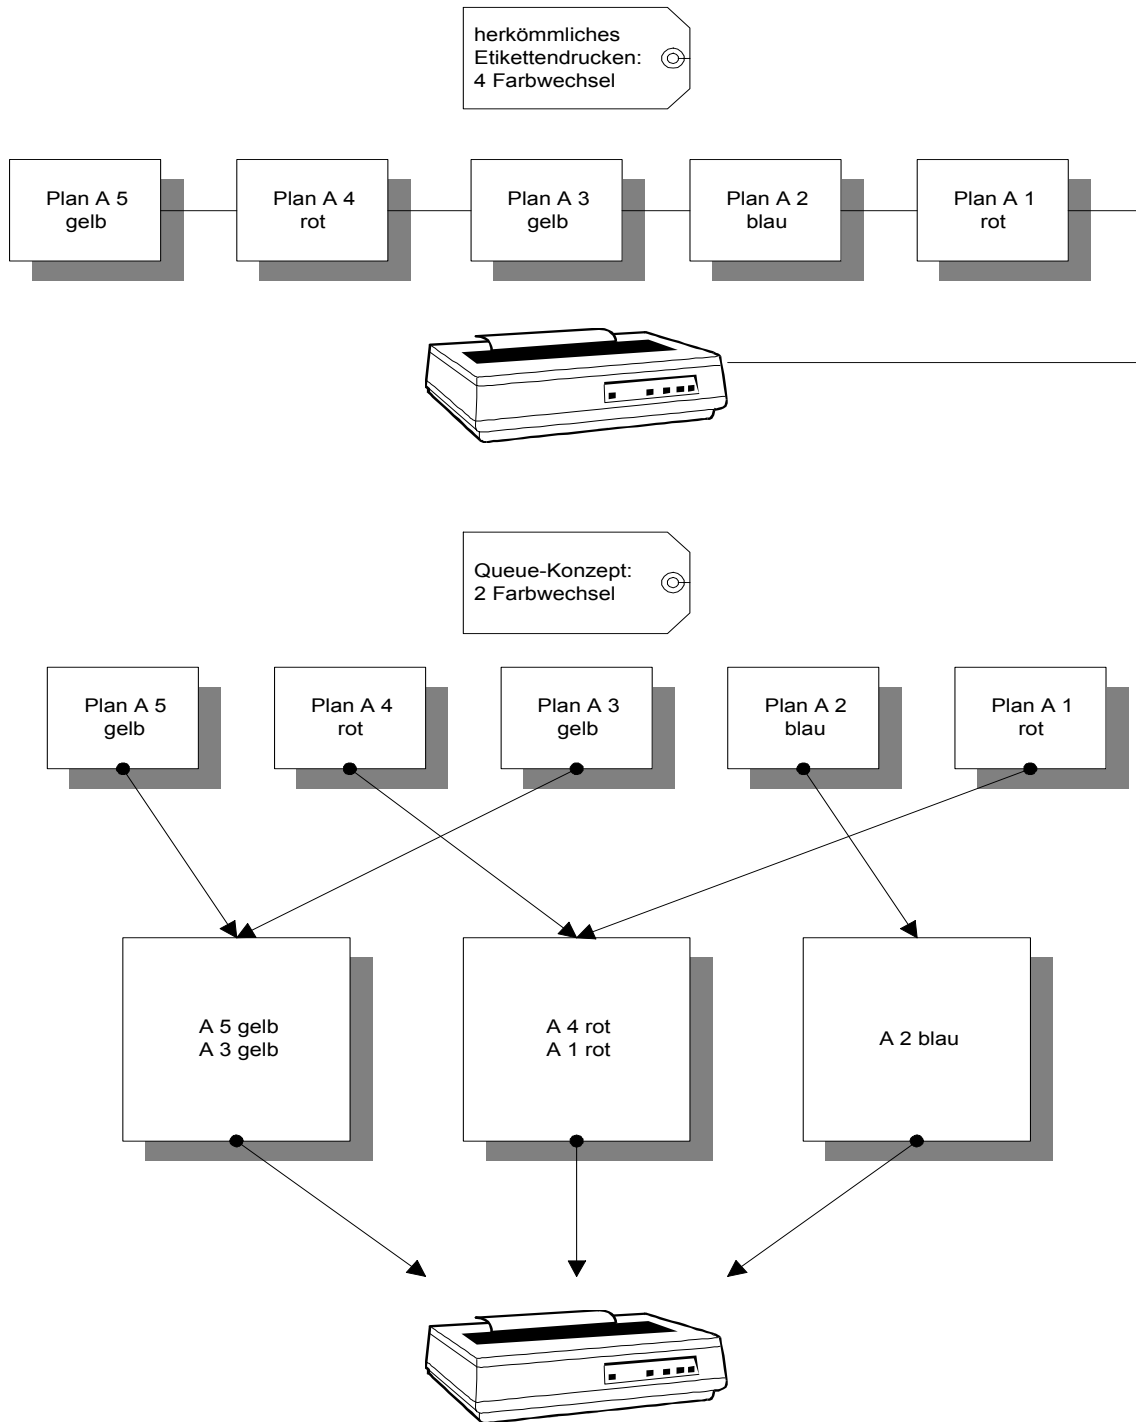 herkömmliches
Etikettendrucken:
4 Farbwechsel
Plan A 5
gelb
Plan A 4
rot
Plan A 3
gelb
Plan A 2
blau
Plan A 1
rot
Queue-Konzept:
2 Farbwechsel
Plan A 5
gelb
Plan A 4
rot
Plan A 3
gelb
Plan A 2
blau
Plan A 1
rot
A 5 gelb
A 3 gelb
A 4 rot
A 1 rot
A 2 blau